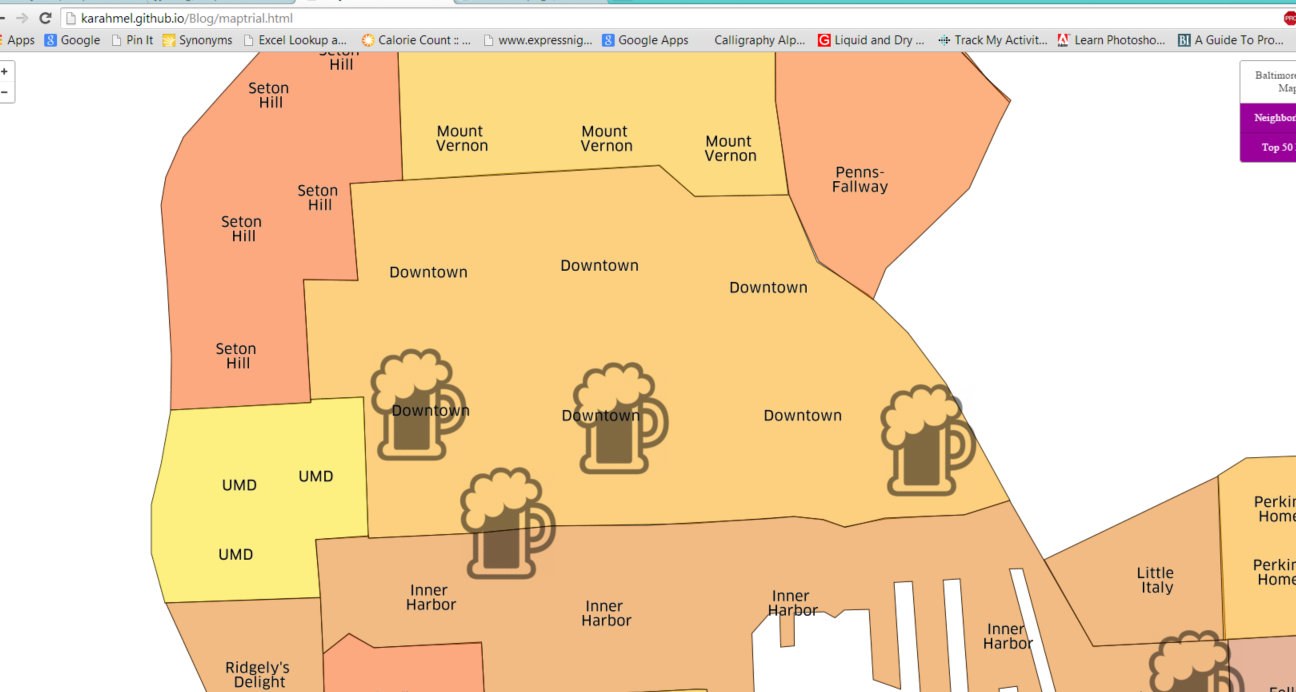 karahmel.github.io/Blog/maptrial.html
PRO
Apps Google Pin It Synonyms Excel Lookup a... Calorie Count :: ... www.expressnig... Google Apps Calligraphy Alp... Liquid and Dry ... Track My Activit... Learn Photosho... BI A Guide To Pro...
+
−
Baltimore
Map
Neighbor
Top 50
Seton
Hill
Seton
Hill
Mount
Vernon
Mount
Vernon
Mount
Vernon
Penns-
Fallway
Seton
Hill
Seton
Hill
Downtown
Downtown
Downtown
Seton
Hill
Downtown
Downtown
Downtown
UMD
UMD
UMD
Perkin
Home
Perkin
Home
Little
Italy
Inner
Harbor
Inner
Harbor
Inner
Harbor
Inner
Harbor
Ridgely's
Delight